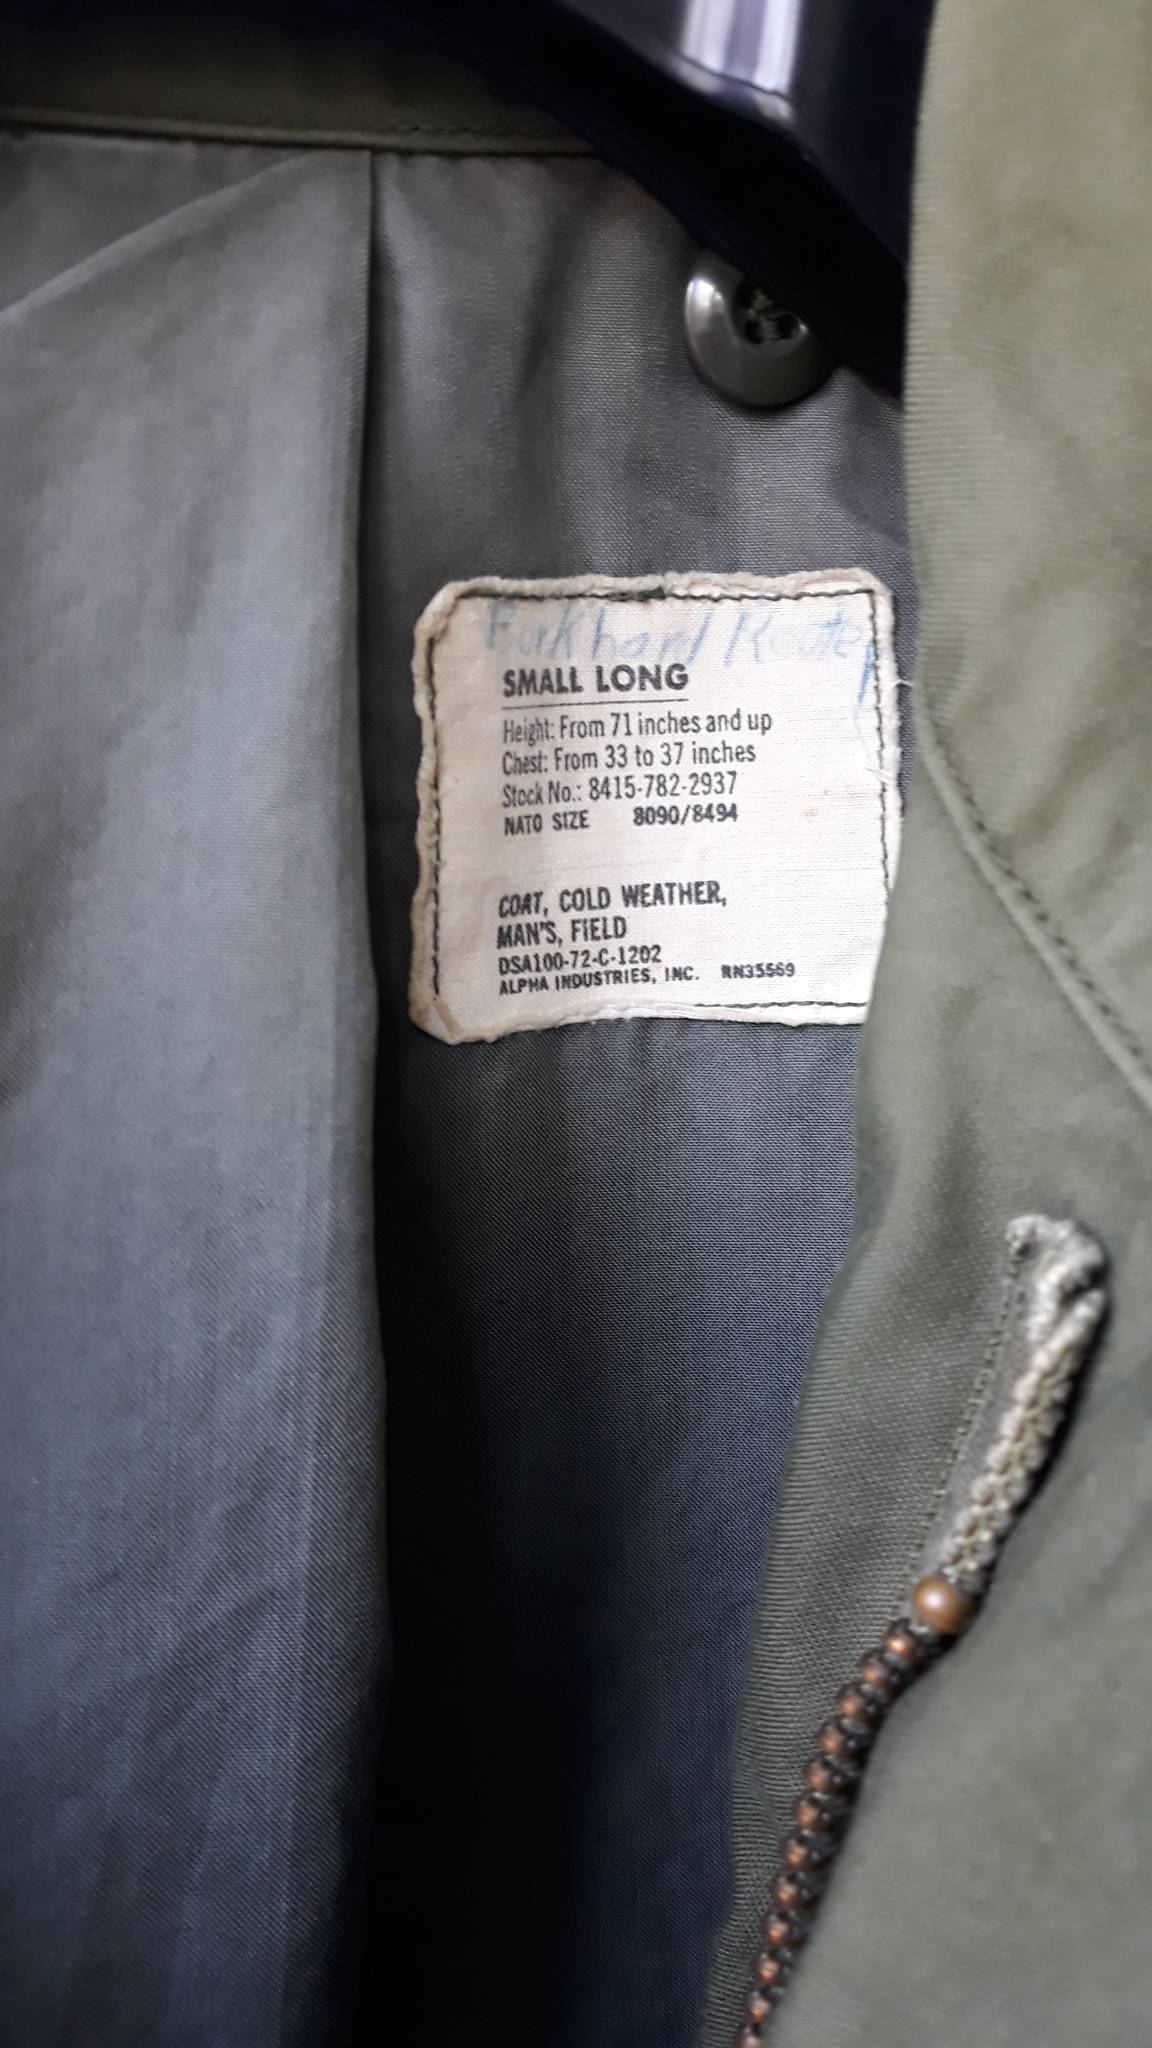 Burkhard
SMALL LONG
Height: From 71 inches and up
Chest: From 33 to 37 inches
Stock No.: 8415-782-2937
NATO SIZE 8090/8494
COAT, COLD WEATHER,
MAN'S, FIELD
DSA100-72-C-1202
ALPHA INDUSTRIES, INC. RN35569